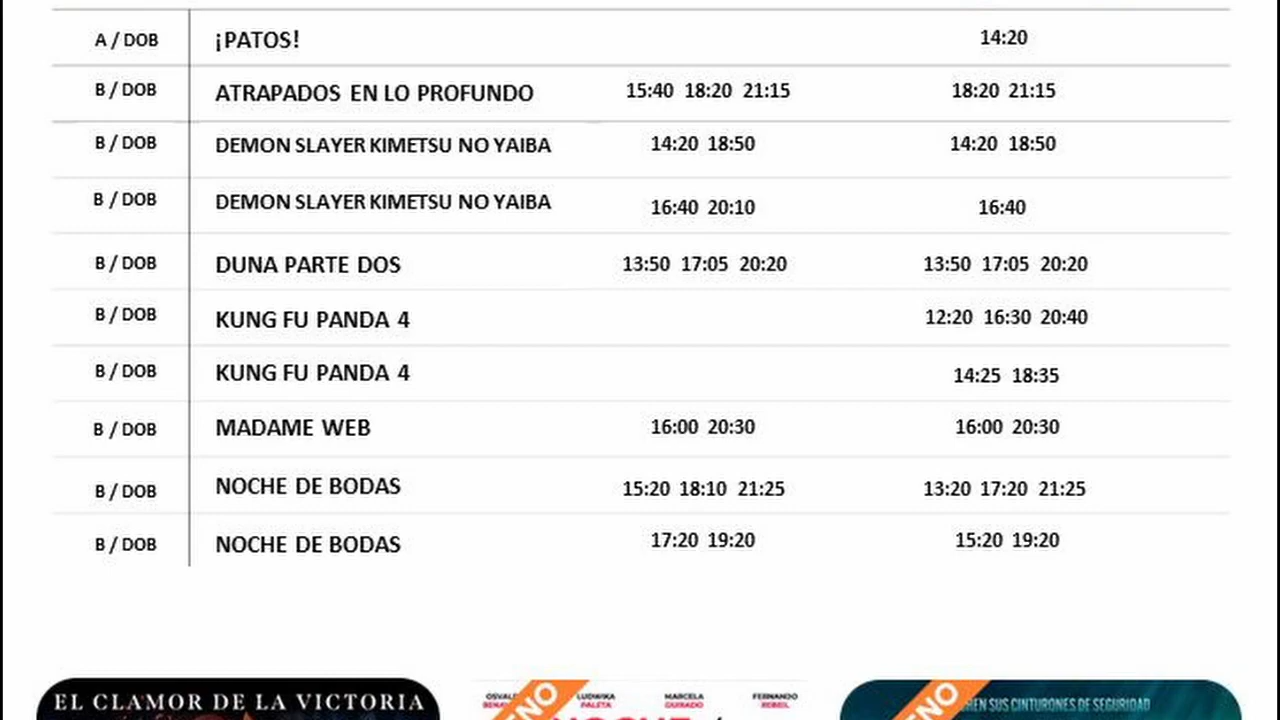 A / DOB ¡PATOS! 14:20
B / DOB ATRAPADOS EN LO PROFUNDO 15:40 18:20 21:15 18:20 21:15
B / DOB DEMON SLAYER KIMETSU NO YAIBA 14:20 18:50 14:20 18:50
B / DOB DEMON SLAYER KIMETSU NO YAIBA 16:40 20:10 16:40
B / DOB DUNA PARTE DOS 13:50 17:05 20:20 13:50 17:05 20:20
B / DOB KUNG FU PANDA 4 12:20 16:30 20:40
B / DOB KUNG FU PANDA 4 14:25 18:35
B / DOB MADAME WEB 16:00 20:30 16:00 20:30
B / DOB NOCHE DE BODAS 15:20 18:10 21:25 13:20 17:20 21:25
B / DOB NOCHE DE BODAS 17:20 19:20 15:20 19:20
EL CLAMOR DE LA VICTORIA
LUDWIKA MARCELA FERNANDO
PALETA GUIRADO
SUS CINTURONES DE SEGURIDAD